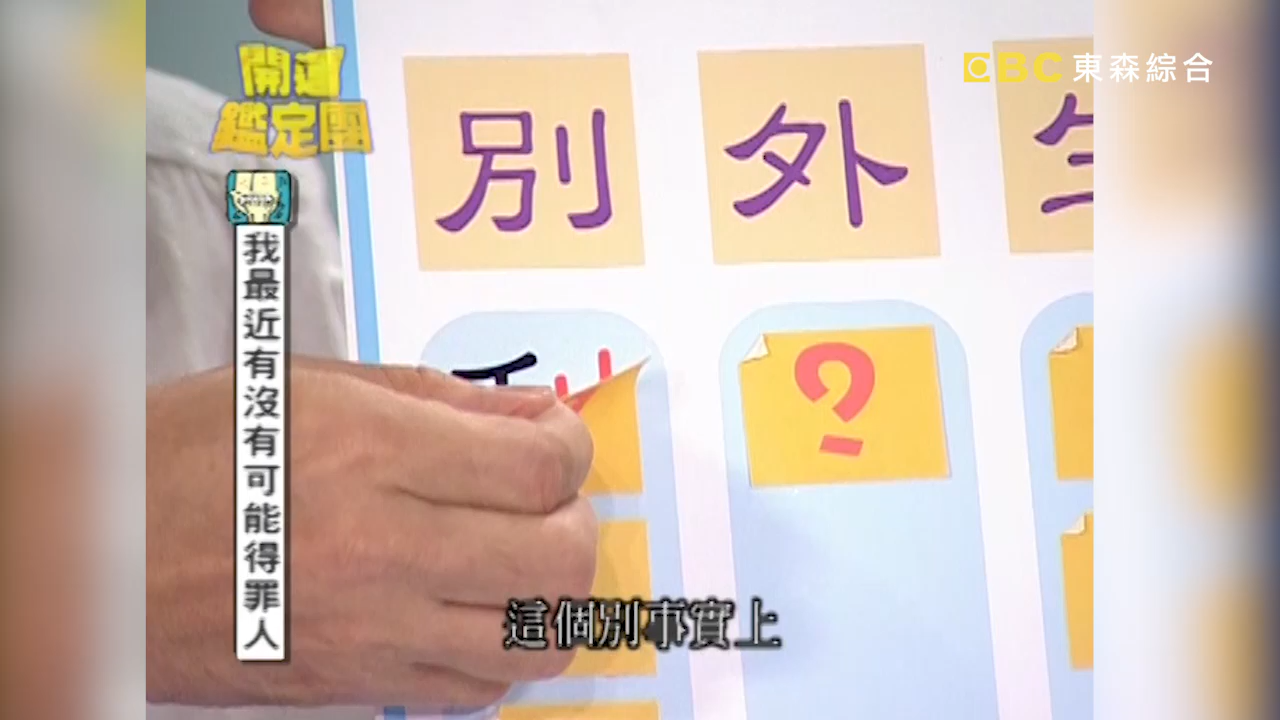 開運
鑑定團
EBC 東森綜合
別
外
?
我最近有沒有可能得罪人
這個別事實上